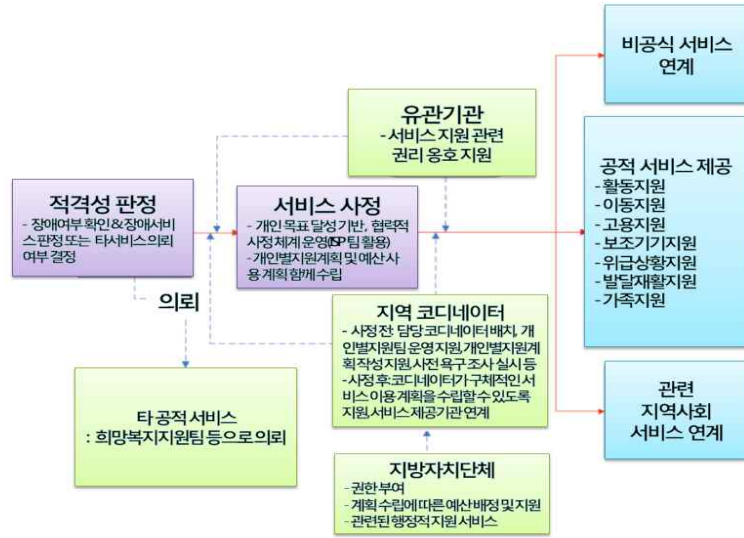 적격성 판정
- 장애여부 확인&장애서비
스 판정 또는 타서비스 의뢰
여부 결정
의뢰
타 공적 서비스
: 희망복지지원팀 등으로 의뢰
서비스 사정
- 개인 목표 달성 기반, 협력적
사정 체계 운영(ISP팀 활용)
- 개인별지원계획 및 예산 사
용 계획 함께 수립
유관기관
- 서비스 지원 관련
권리 옹호 지원
지역 코디네이터
- 사정 전: 담당 코디네이터 배치, 개
인별지원팀 운영 지원, 개인별지원계
획 작성 지원, 사전 욕구 조사 실시 등
- 사정 후: 코디네이터가 구체적인 서
비스 이용 계획을 수립할 수 있도록
지원, 서비스 제공기관 연계
지방자치단체
- 권한 부여
- 계획 수립에 따른 예산 배정 및 지원
- 관련된 행정적 지원 서비스
비공식 서비스
연계
공적 서비스 제공
- 활동지원
- 이동지원
- 고용지원
- 보조기기지원
- 위급상황지원
- 발달재활지원
- 가족지원
관련
지역사회
서비스 연계